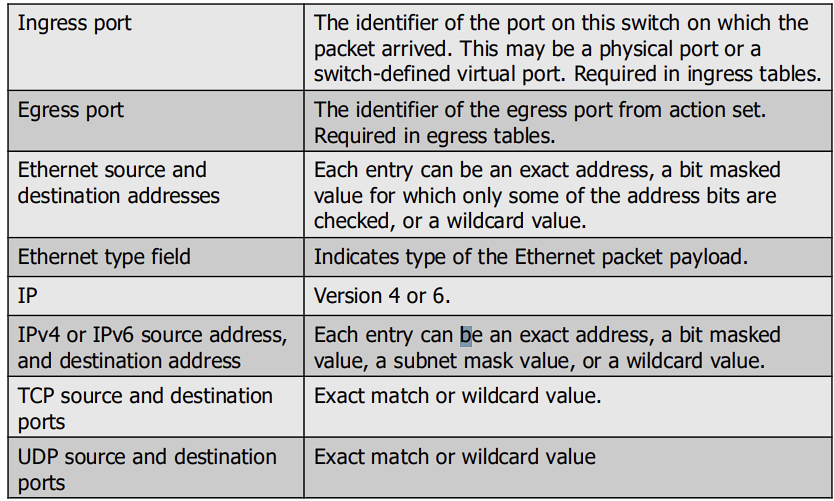 Ingress port
The identifier of the port on this switch on which the
packet arrived. This may be a physical port or a
switch-defined virtual port. Required in ingress tables.
Egress port
The identifier of the egress port from action set.
Required in egress tables.
Ethernet source and
destination addresses
Each entry can be an exact address, a bit masked
value for which only some of the address bits are
checked, or a wildcard value.
Ethernet type field
Indicates type of the Ethernet packet payload.
IP
Version 4 or 6.
IPv4 or IPv6 source address,
and destination address
Each entry can be an exact address, a bit masked
value, a subnet mask value, or a wildcard value.
TCP source and destination
ports
Exact match or wildcard value.
UDP source and destination
ports
Exact match or wildcard value